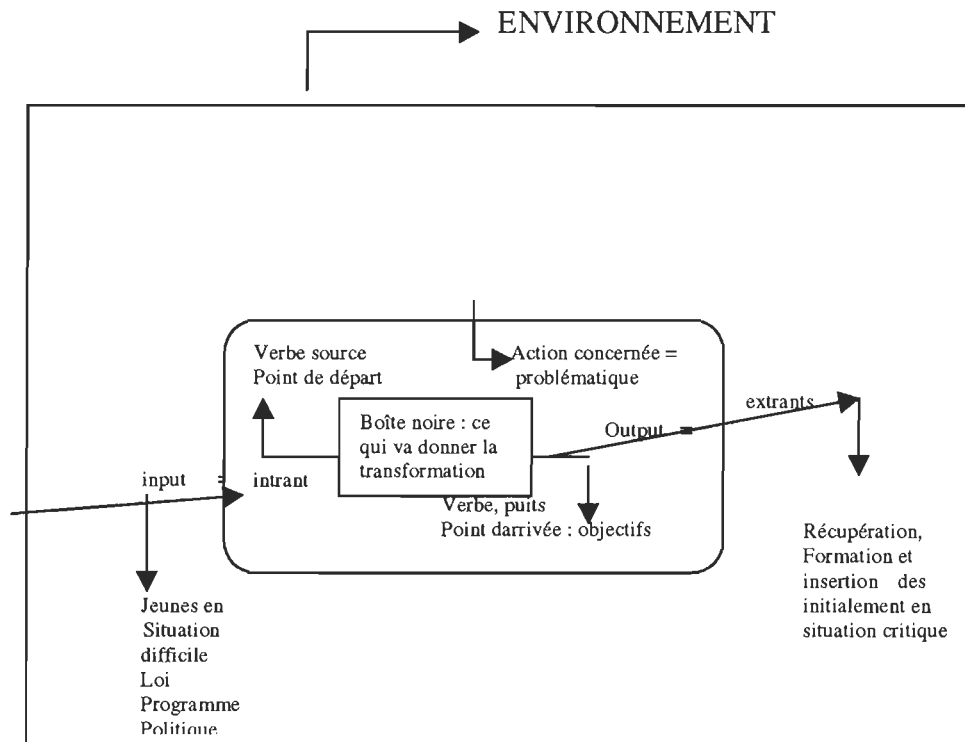 ENVIRONNEMENT
Verbe source
Point de départ
Action concernée =
problématique
Boîte noire : ce
qui va donner la
transformation
extrants
Output =
input = intrant
Verbe, puits
Point darrivée : objectifs
Récupération,
Formation et
insertion des
initialement en
situation critique
Jeunes en
Situation
difficile
Loi
Programme
Politique